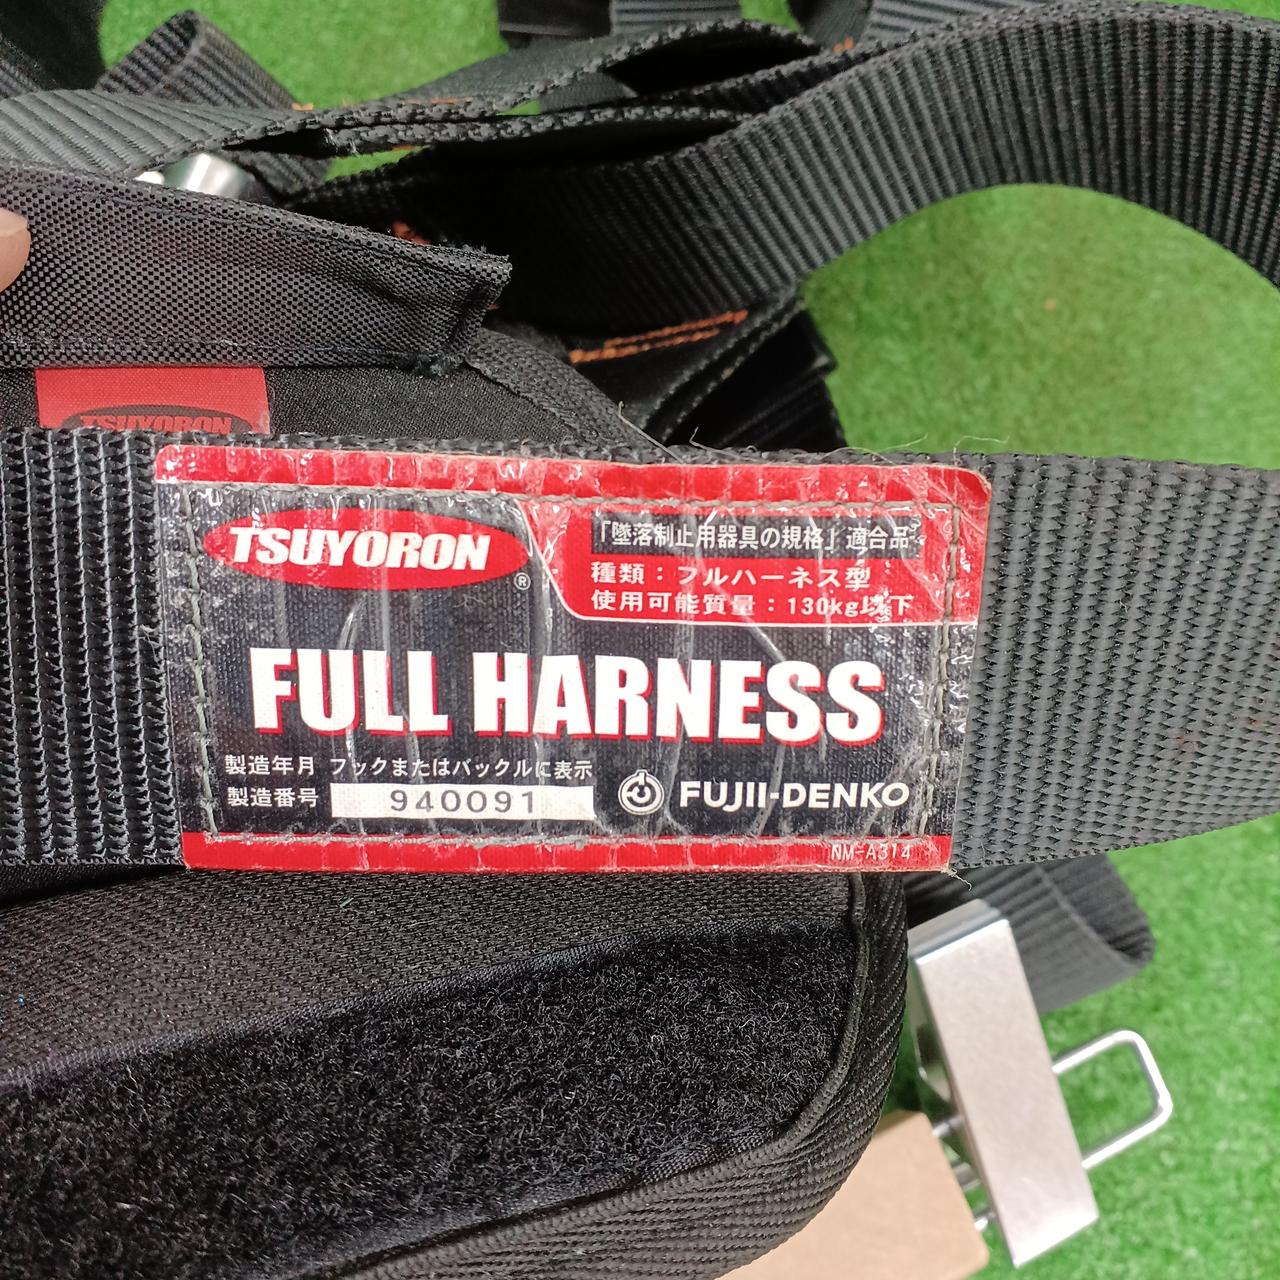 TSUYORON
TSUYORON®
「墜落制止用器具の規格」適合品
種類：フルハーネス型
使用可能質量：130kg以下
FULL HARNESS
製造年月 フックまたはバックルに表示
製造番号 940091
FUJII-DENKO
NM-A314